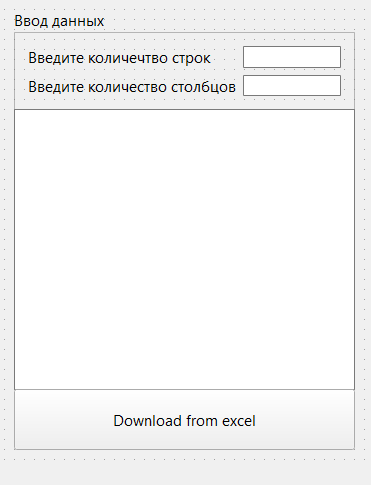 Ввод данных
Введите количечтво строк
Введите количество столбцов
Download from excel